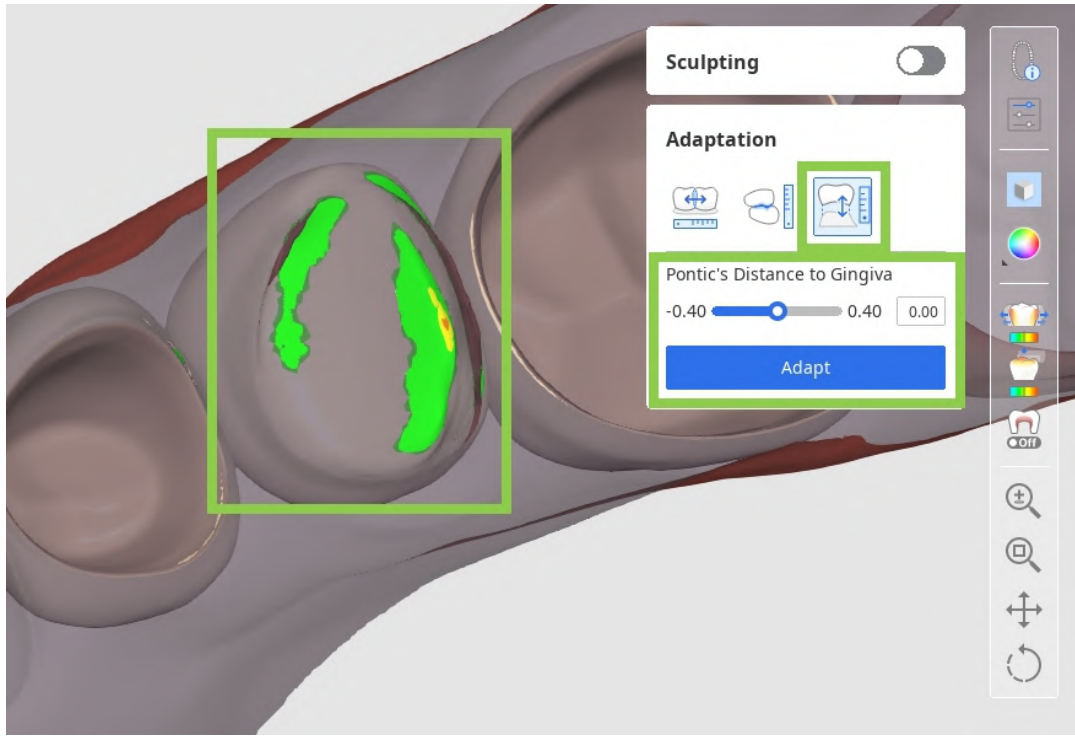 Sculpting
Adaptation
Pontic's Distance to Gingiva
-0.40 0.40 0.00
Adapt
Off